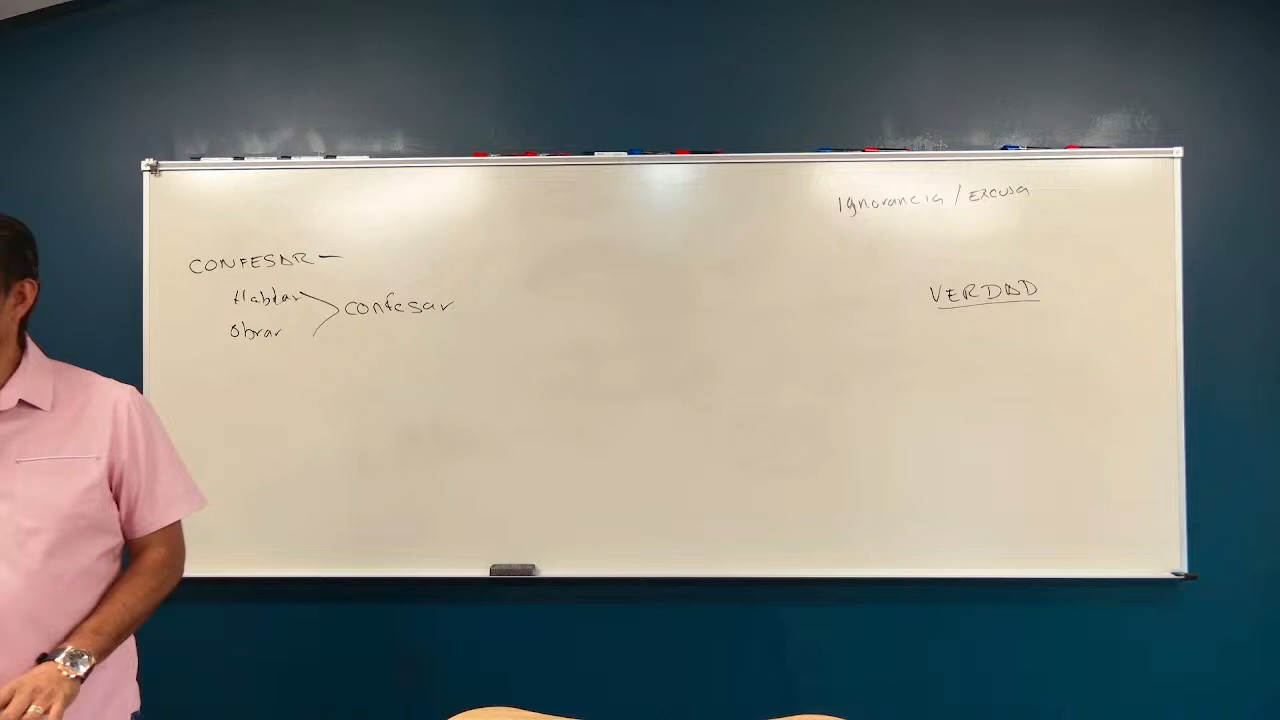 Ignorancia / EXCUSA
CONFESAR -
Hablar
confesar
Obrar
VERDAD